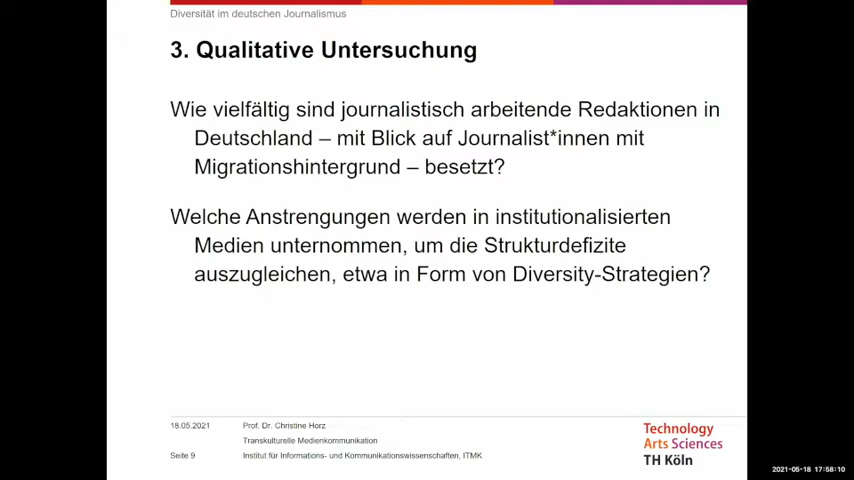 Diversität im deutschen Journalismus
3. Qualitative Untersuchung
Wie vielfältig sind journalistisch arbeitende Redaktionen in
Deutschland – mit Blick auf Journalist*innen mit
Migrationshintergrund – besetzt?
Welche Anstrengungen werden in institutionalisierten
Medien unternommen, um die Strukturdefizite
auszugleichen, etwa in Form von Diversity-Strategien?
18.05.2021
Prof. Dr. Christine Horz
Transkulturelle Medienkommunikation
Seite 9
Institut für Informations- und Kommunikationswissenschaften, ITMK
Technology
Arts Sciences
TH Köln
2021-05-18 17:58:10